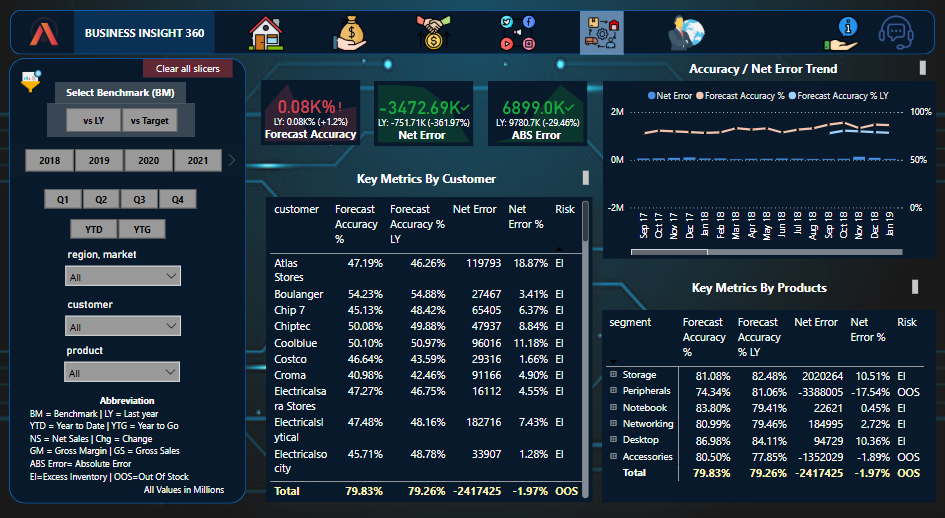 BUSINESS INSIGHT 360
Clear all slicers
Select Benchmark (BM)
vs LY vs Target
2018 2019 2020 2021
Q1 Q2 Q3 Q4
YTD YTG
region, market
All
customer
All
product
All
Abbreviation
BM = Benchmark | LY = Last year
YTD = Year to Date | YTG = Year to Go
NS = Net Sales | Chg = Change
GM = Gross Margin | GS = Gross Sales
ABS Error= Absolute Error
EI=Excess Inventory | OOS=Out Of Stock
All Values in Millions
0.08K%!
LY: 0.08K% (+1.2%)
Forecast Accuracy
-3472.69K
LY: -751.71K (-361.97%)
Net Error
6899.0K
LY: 9780.7K (-29.46%)
ABS Error
Key Metrics By Customer
customer Forecast Accuracy % Forecast Accuracy % LY Net Error Net Error % Risk
Atlas Stores 47.19% 46.26% 119793 18.87% EI
Boulanger 54.23% 54.88% 27467 3.41% EI
Chip 7 45.13% 48.42% 65405 6.37% EI
Chiptec 50.08% 49.88% 47937 8.84% EI
Coolblue 50.10% 50.97% 96016 11.18% EI
Costco 46.64% 43.59% 29316 1.66% EI
Croma 40.98% 42.46% 91166 4.90% EI
Electricalsara Stores 47.27% 46.75% 16112 4.55% EI
Electricalslytical 47.48% 48.16% 182716 7.43% EI
Electricalsocity 45.71% 48.78% 33907 1.28% EI
Total 79.83% 79.26% -2417425 -1.97% OOS
Accuracy / Net Error Trend
Net Error Forecast Accuracy % Forecast Accuracy % LY
2M 100%
0M 50%
-2M 0%
Sep 17 Oct 17 Nov 17 Dec 17 Jan 18 Feb 18 Mar 18 Apr 18 May 18 Jun 18 Jul 18 Aug 18 Sep 18 Oct 18 Nov 18 Dec 18 Jan 19
Key Metrics By Products
segment Forecast Accuracy % Forecast Accuracy % LY Net Error Net Error % Risk
Storage 81.08% 82.48% 2020264 10.51% EI
Peripherals 74.34% 81.06% -3388005 -17.54% OOS
Notebook 83.80% 79.41% 22621 0.45% EI
Networking 80.99% 79.46% 184995 2.72% EI
Desktop 86.98% 84.11% 94729 10.36% EI
Accessories 80.50% 77.85% -1352029 -1.89% OOS
Total 79.83% 79.26% -2417425 -1.97% OOS